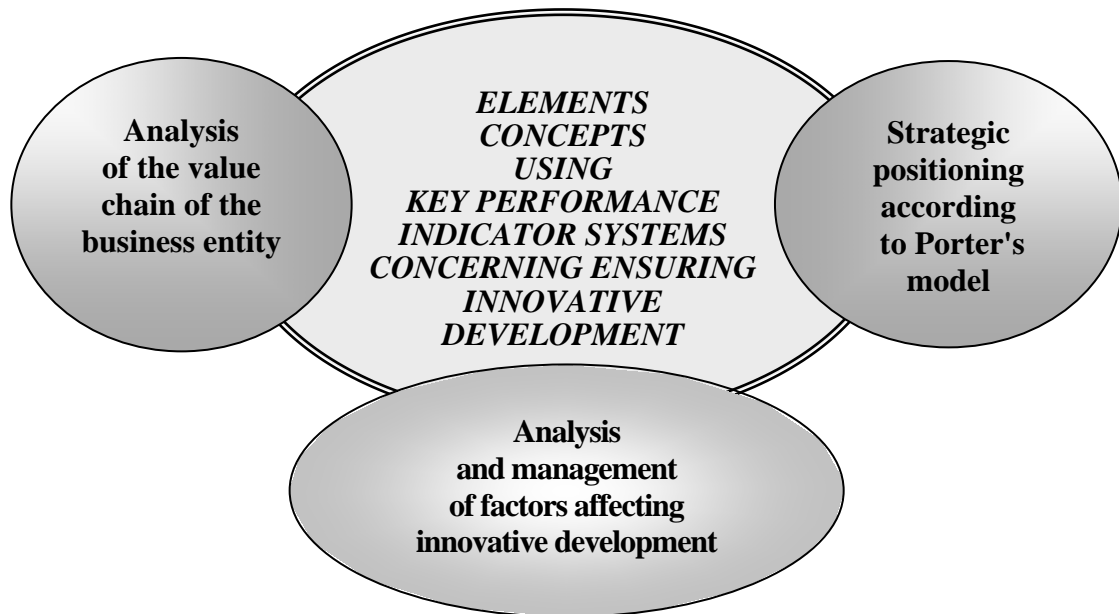 ELEMENTS
CONCEPTS
USING
KEY PERFORMANCE
INDICATOR SYSTEMS
CONCERNING ENSURING
INNOVATIVE
DEVELOPMENT
Analysis
of the value
chain of the
business entity
Strategic
positioning
according
to Porter's
model
Analysis
and management
of factors affecting
innovative development